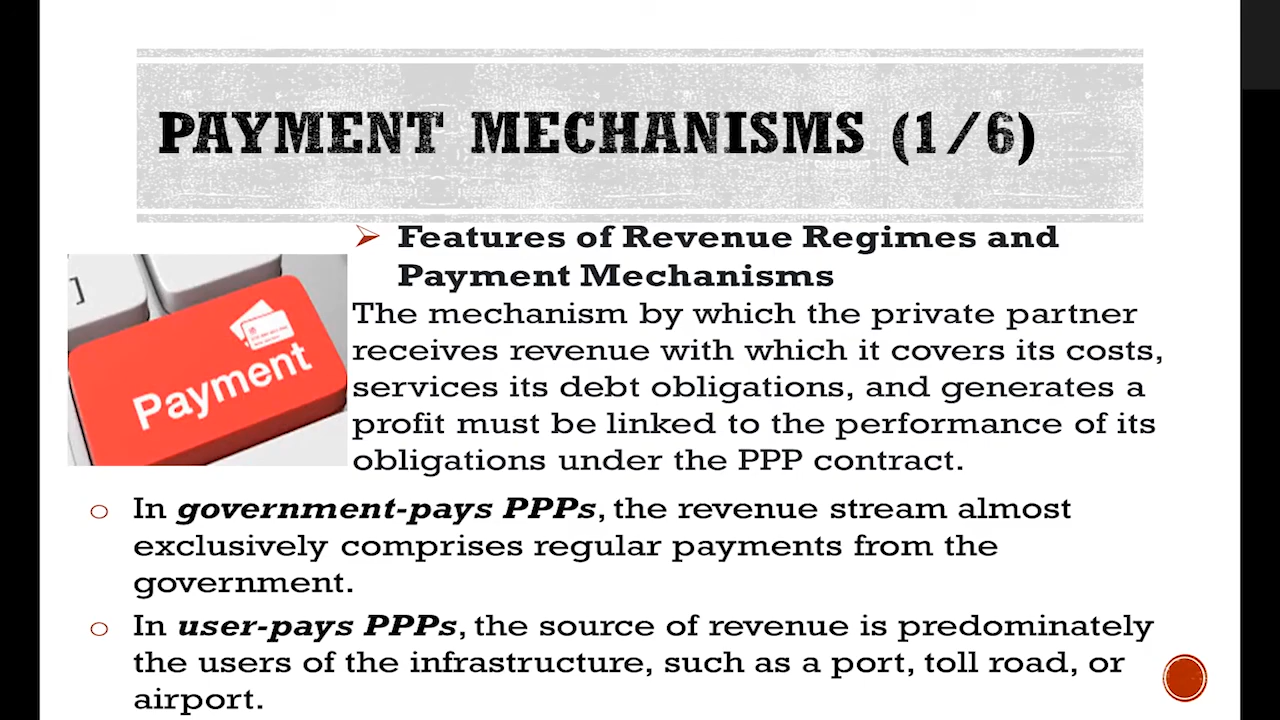 PAYMENT MECHANISMS (1/6)
Features of Revenue Regimes and
Payment Mechanisms
]
Payment
The mechanism by which the private partner
receives revenue with which it covers its costs,
services its debt obligations, and generates a
profit must be linked to the performance of its
obligations under the PPP contract.
In government-pays PPPs, the revenue stream almost
exclusively comprises regular payments from the
government.
In user-pays PPPs, the source of revenue is predominately
the users of the infrastructure, such as a port, toll road, or
airport.